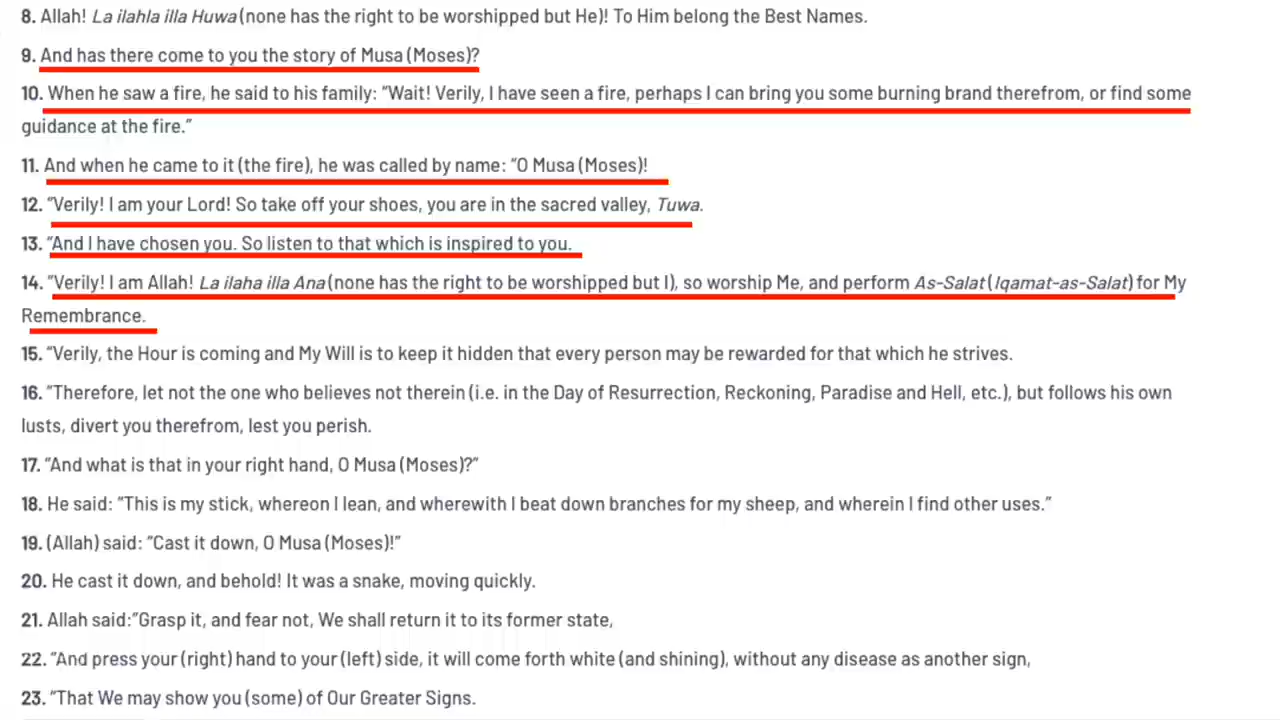 8. Allah! La ilahla illa Huwa (none has the right to be worshipped but He)! To Him belong the Best Names.
9. And has there come to you the story of Musa (Moses)?
10. When he saw a fire, he said to his family: “Wait! Verily, I have seen a fire, perhaps I can bring you some burning brand therefrom, or find some
guidance at the fire.”
11. And when he came to it (the fire), he was called by name: “O Musa (Moses)!
12. “Verily! I am your Lord! So take off your shoes, you are in the sacred valley, Tuwa.
13. “And I have chosen you. So listen to that which is inspired to you.
14. “Verily! I am Allah! La ilaha illa Ana (none has the right to be worshipped but I), so worship Me, and perform As-Salat (Iqamat-as-Salat) for My
Remembrance.
15. “Verily, the Hour is coming and My Will is to keep it hidden that every person may be rewarded for that which he strives.
16. “Therefore, let not the one who believes not therein (i.e. in the Day of Resurrection, Reckoning, Paradise and Hell, etc.), but follows his own
lusts, divert you therefrom, lest you perish.
17. “And what is that in your right hand, O Musa (Moses)?”
18. He said: “This is my stick, whereon I lean, and wherewith I beat down branches for my sheep, and wherein I find other uses.”
19. (Allah) said: “Cast it down, O Musa (Moses)!”
20. He cast it down, and behold! It was a snake, moving quickly.
21. Allah said:”Grasp it, and fear not, We shall return it to its former state,
22. “And press your (right) hand to your (left) side, it will come forth white (and shining), without any disease as another sign,
23. “That We may show you (some) of Our Greater Signs.